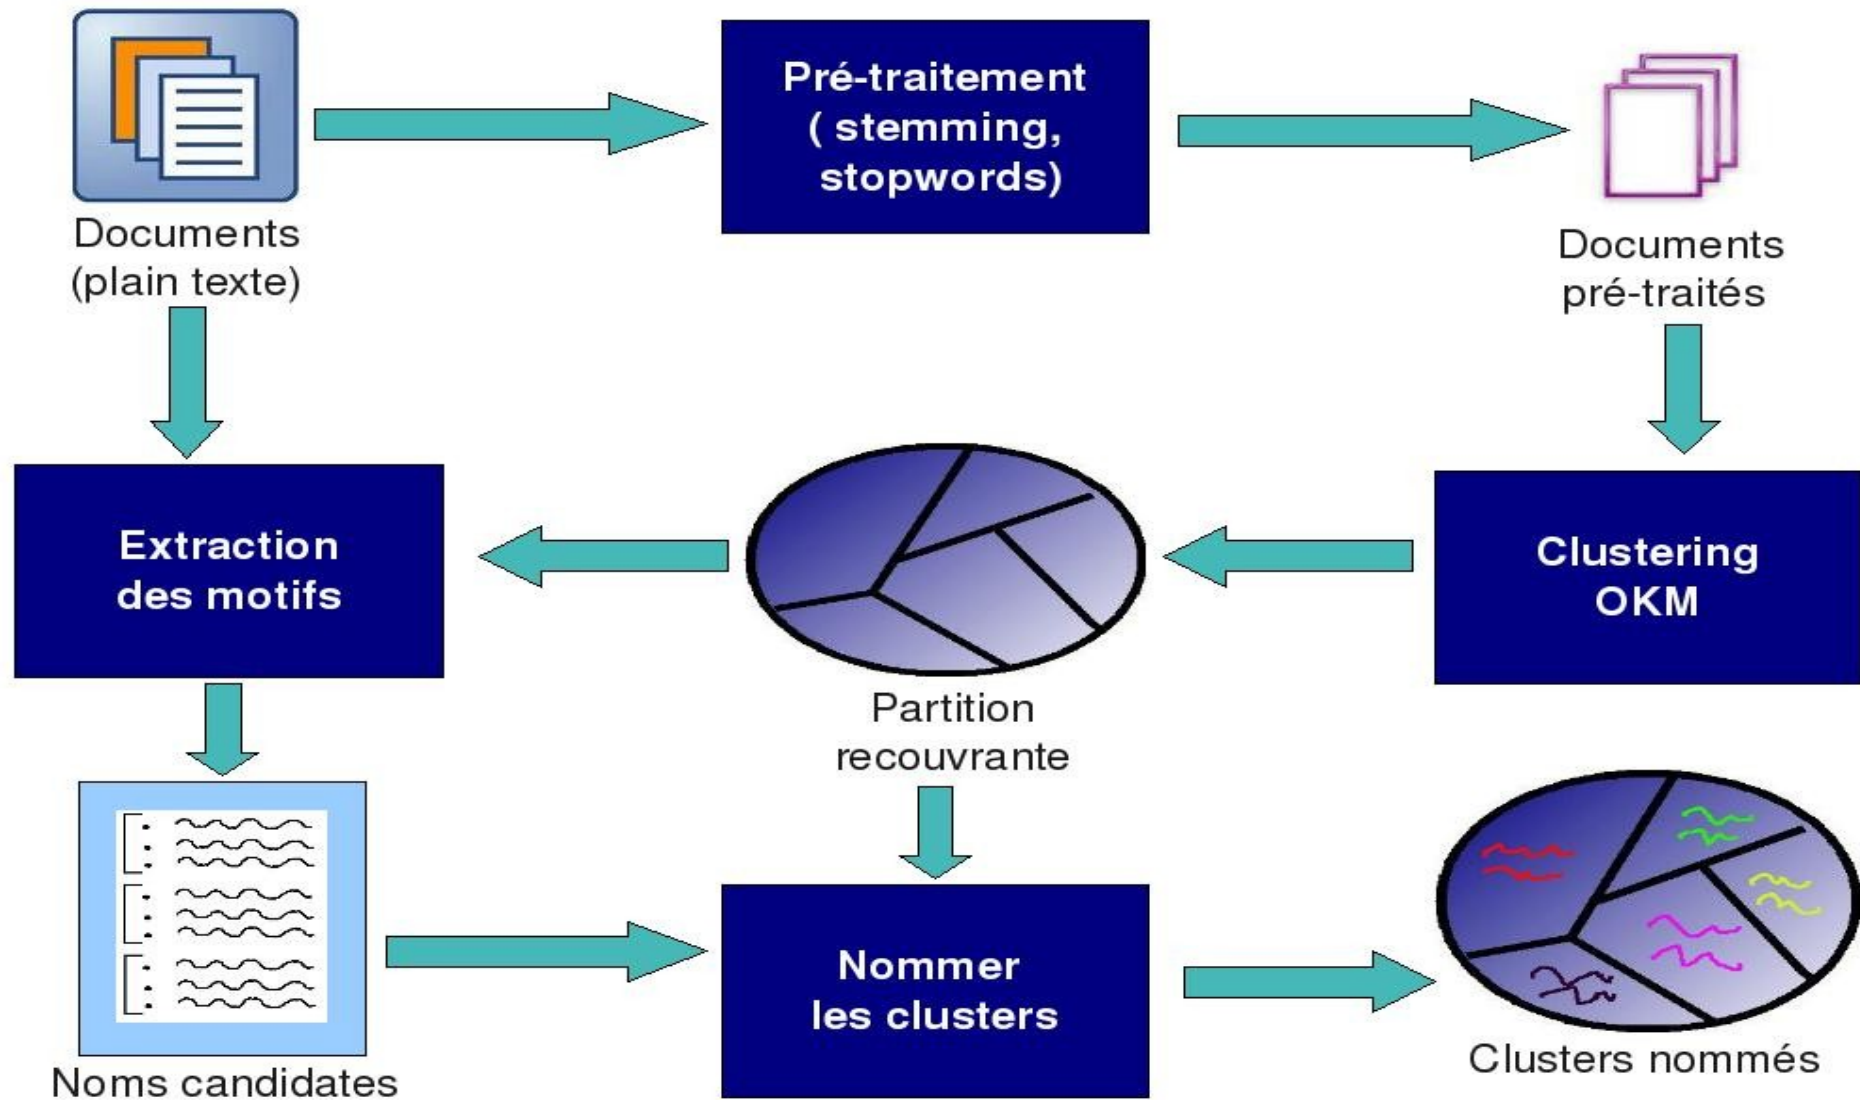 Pré-traitement
( stemming,
stopwords)
Documents
(plain texte)
Documents
pré-traités
Extraction
des motifs
Clustering
OKM
Partition
recouvrante
Nommer
les clusters
Noms candidates
Clusters nommés